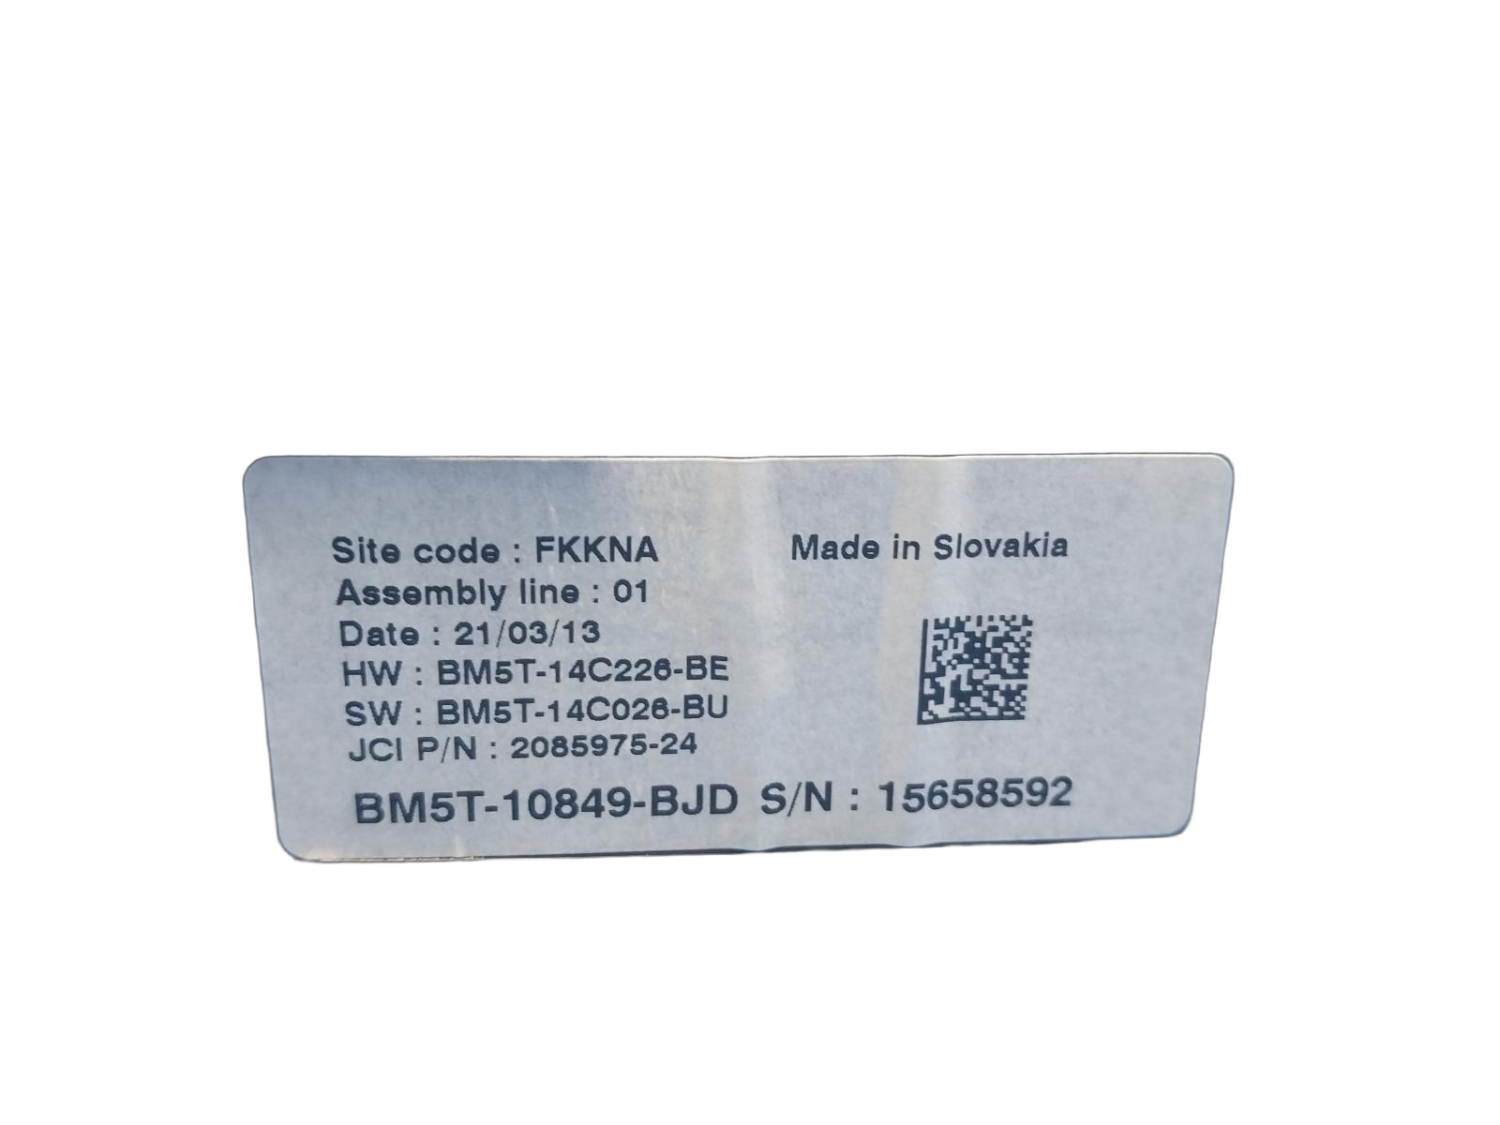 Site code : FKKNA
Made in Slovakia
Assembly line : 01
Date : 21/03/13
HW : BM5T-14C226-BE
SW : BM5T-14C026-BU
JCI P/N : 2085975-24
BM5T-10849-BJD S/N : 15658592